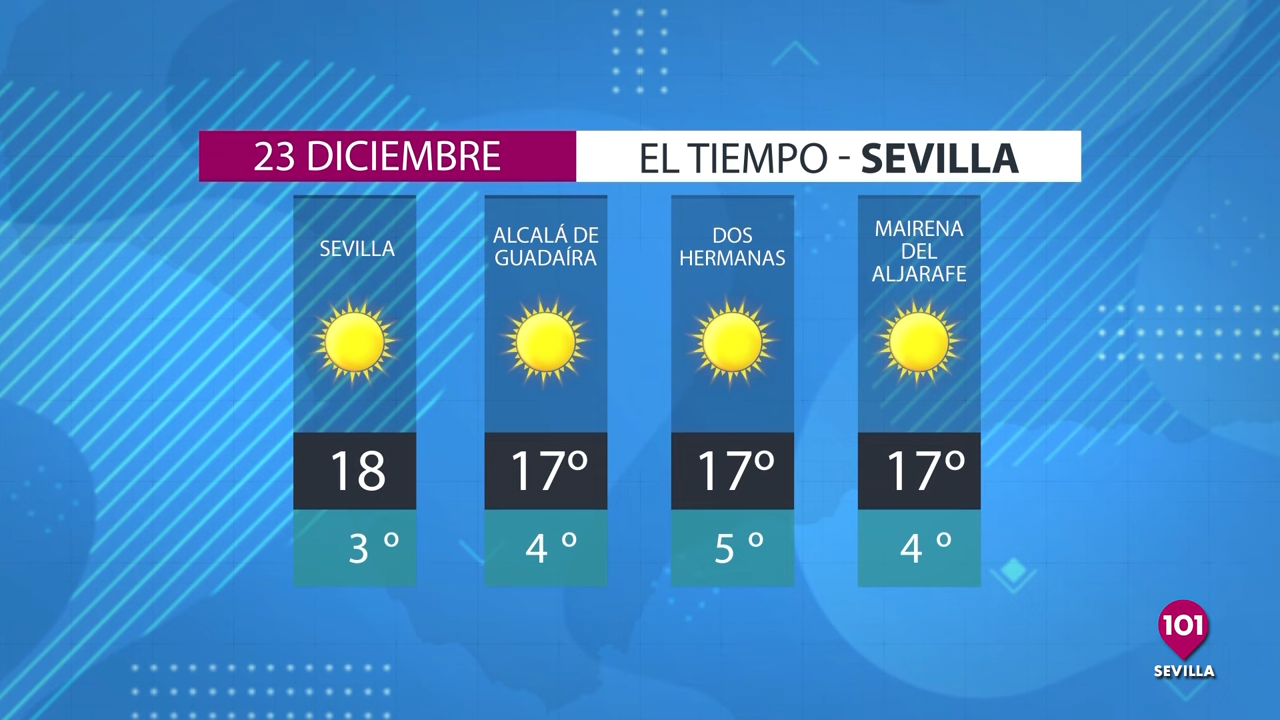 23 DICIEMBRE
EL TIEMPO - SEVILLA
SEVILLA
18
3 º
ALCALÁ DE
GUADAÍRA
17º
4 º
DOS
HERMANAS
17º
5 º
MAIRENA
DEL
ALJARAFE
17º
4 º
101
SEVILLA